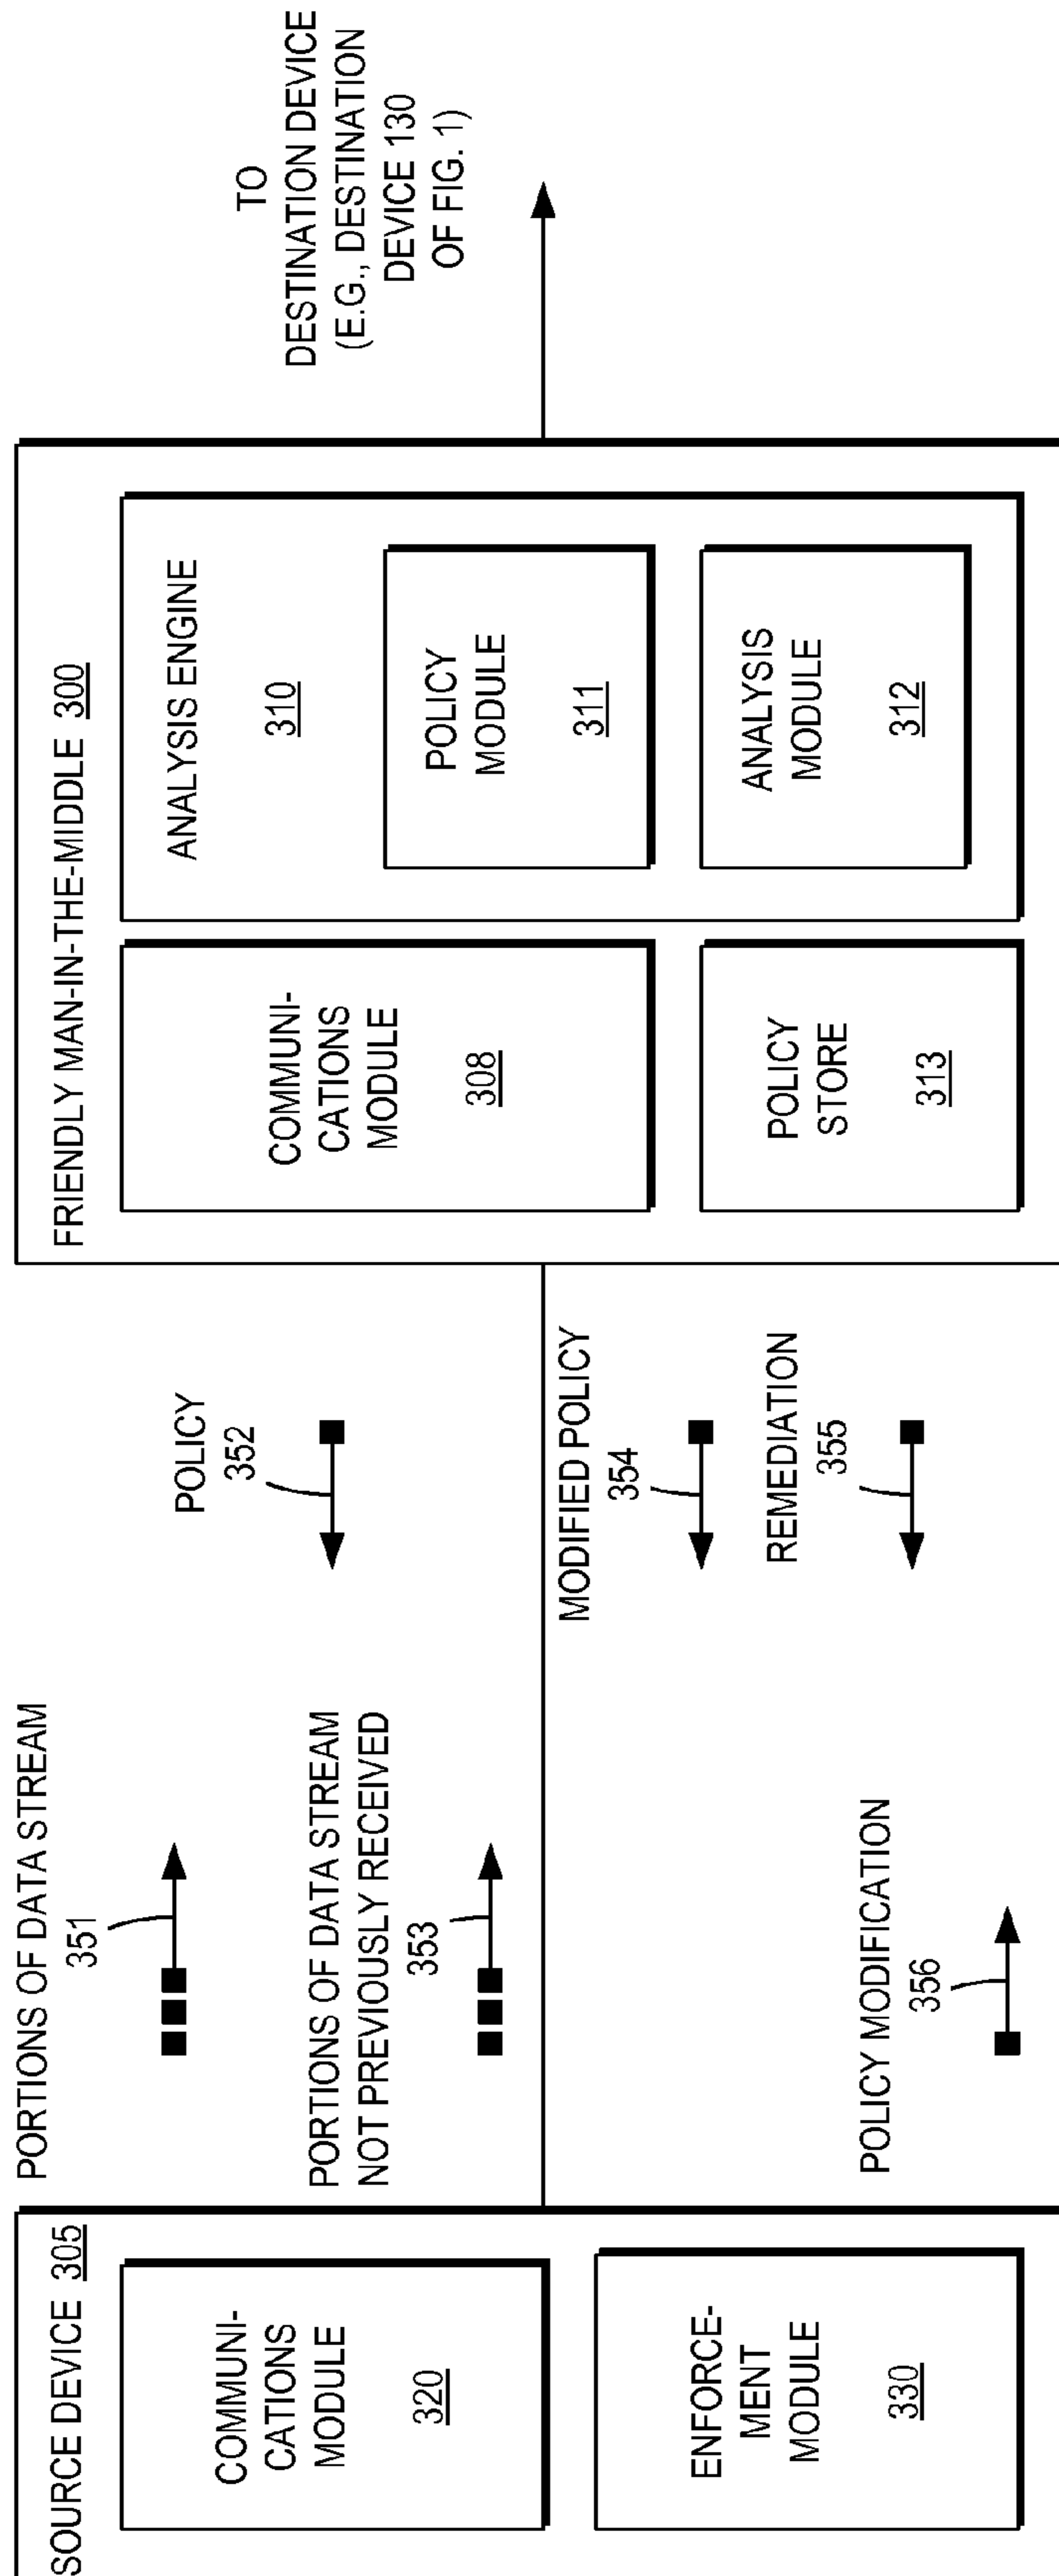 SOURCE DEVICE 305
COMMUNI-
CATIONS
MODULE
320
ENFORCE-
MENT
MODULE
330
PORTIONS OF DATA STREAM
351
PORTIONS OF DATA STREAM
NOT PREVIOUSLY RECEIVED
353
POLICY MODIFICATION
356
POLICY
352
MODIFIED POLICY
354
REMEDIATION
355
FRIENDLY MAN-IN-THE-MIDDLE 300
COMMUNI-
CATIONS
MODULE
308
POLICY
STORE
313
ANALYSIS ENGINE
310
POLICY
MODULE
311
ANALYSIS
MODULE
312
TO
DESTINATION DEVICE
(E.G., DESTINATION
DEVICE 130
OF FIG. 1)